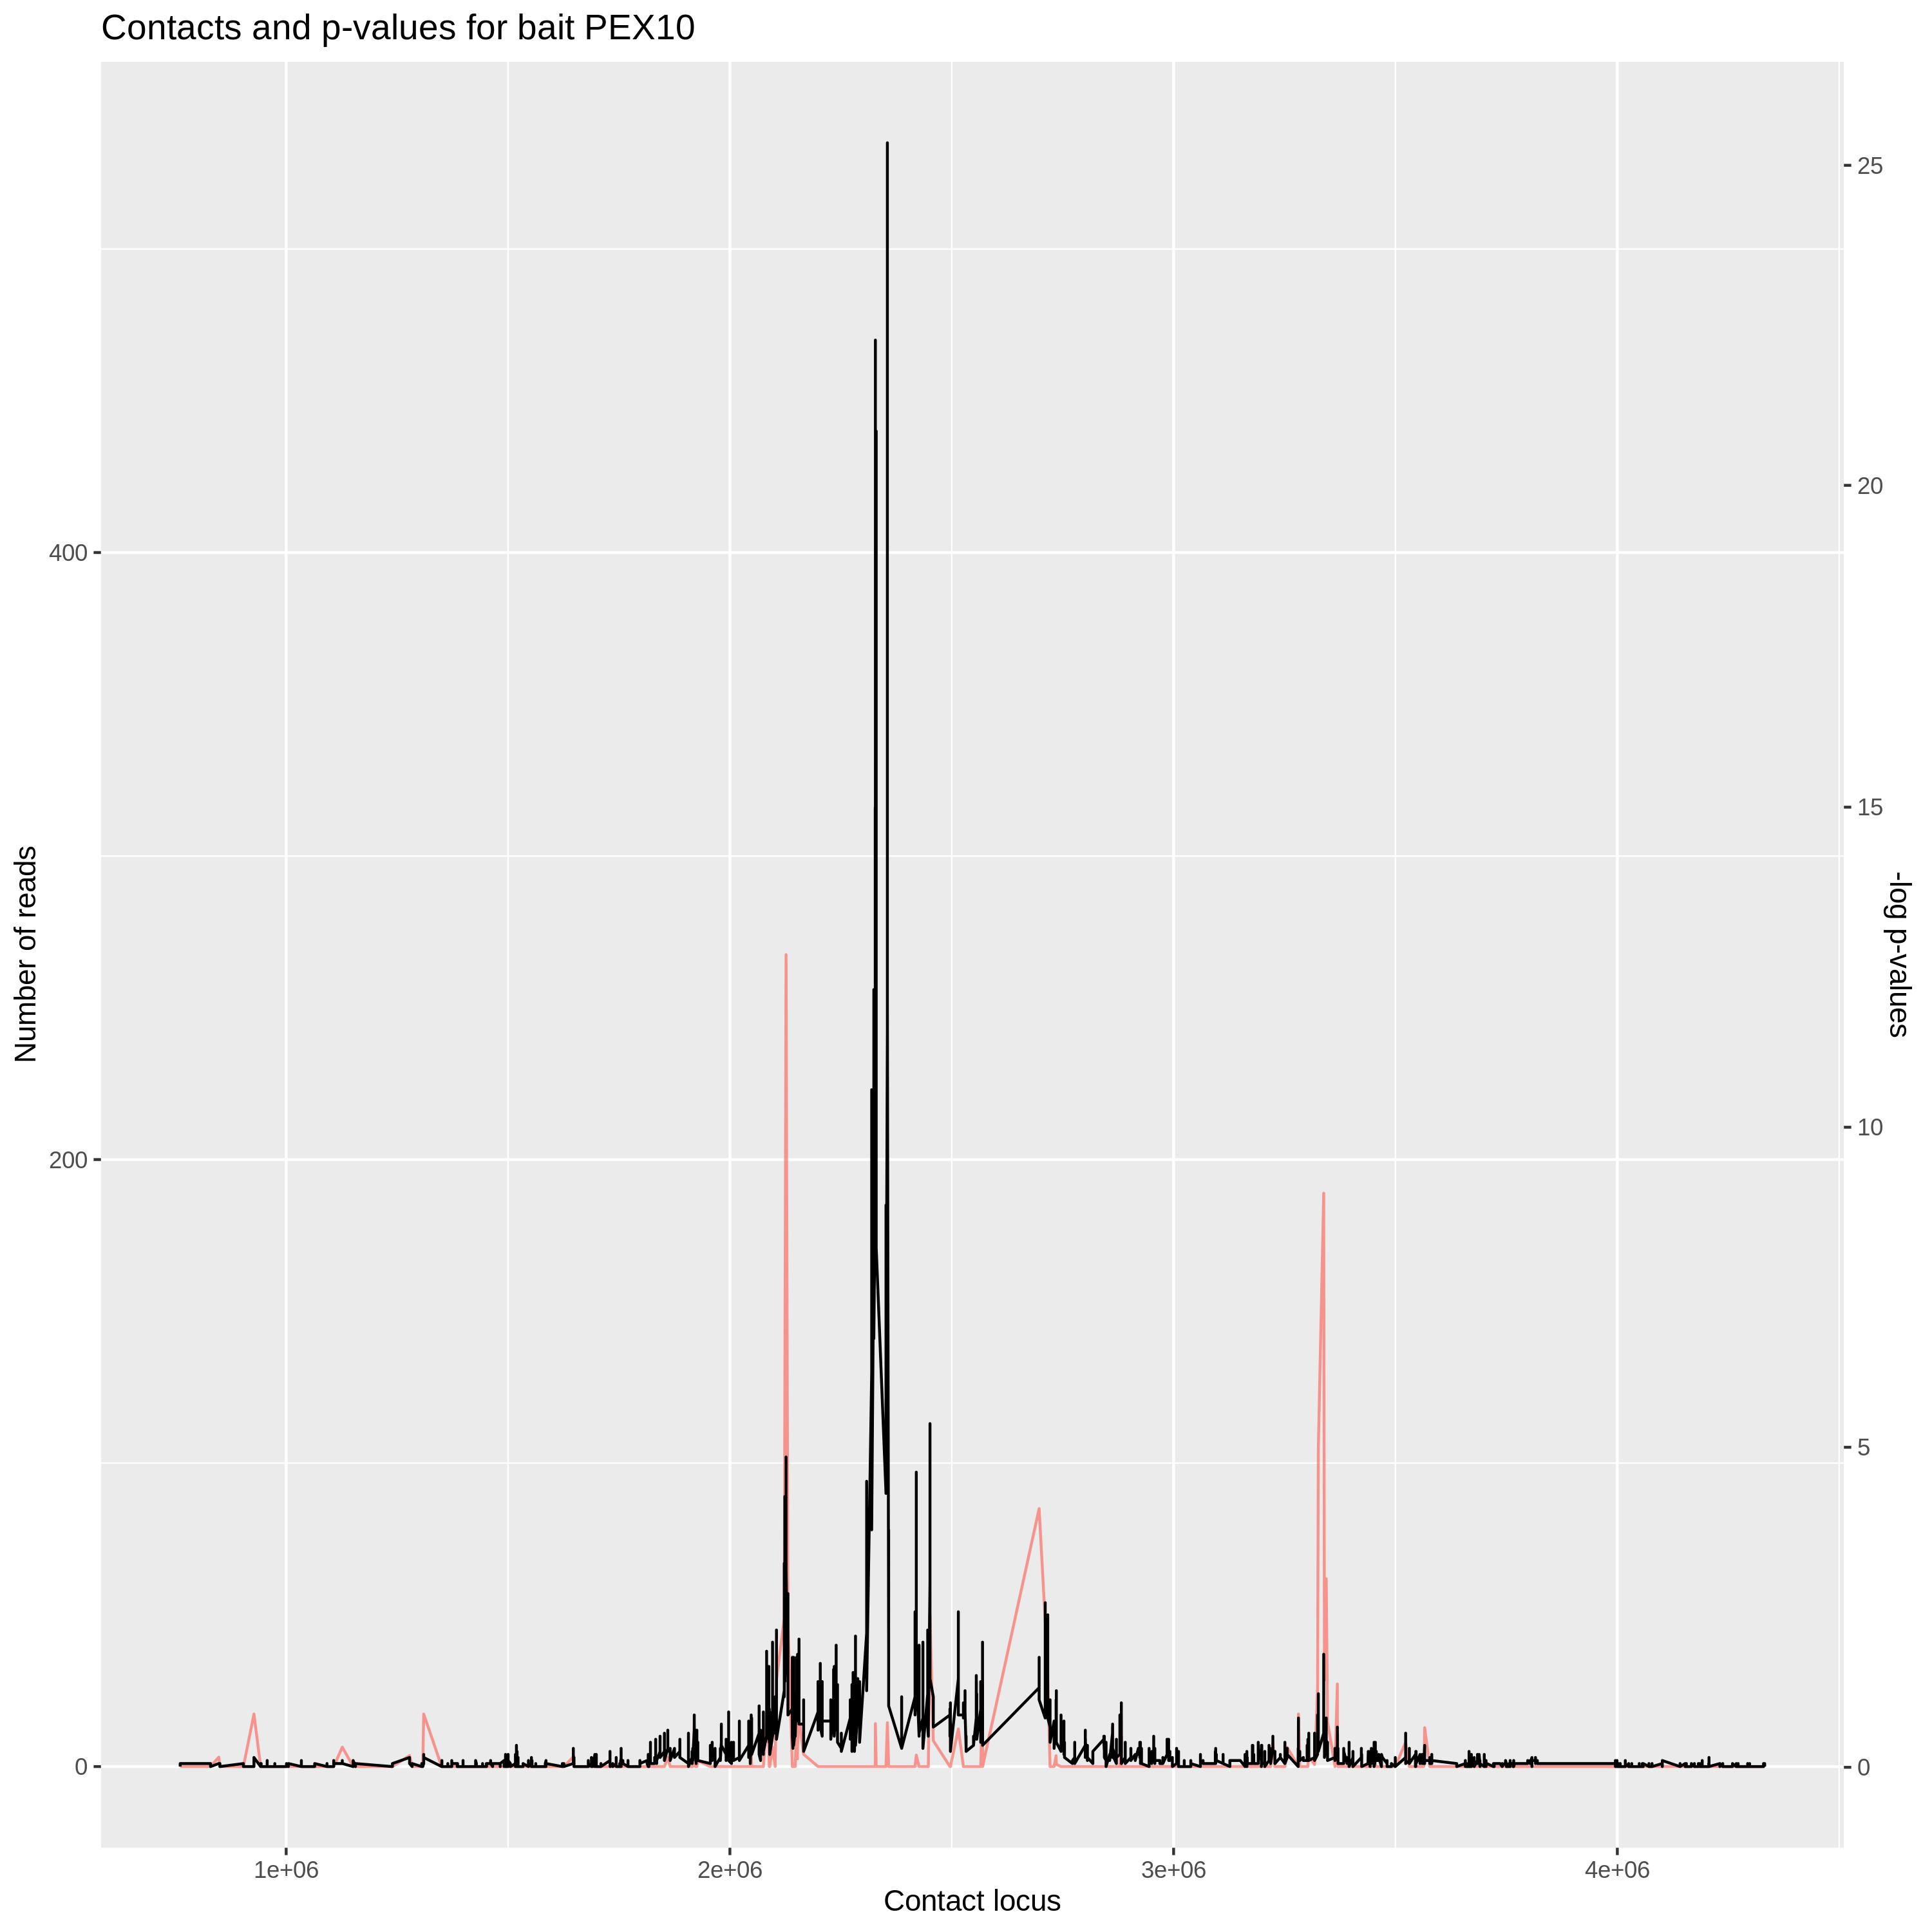 Contacts and p-values for bait PEX10
Number of reads
400
200
0
25
20
15
10
5
0
-log p-values
1e+06
2e+06
3e+06
4e+06
Contact locus